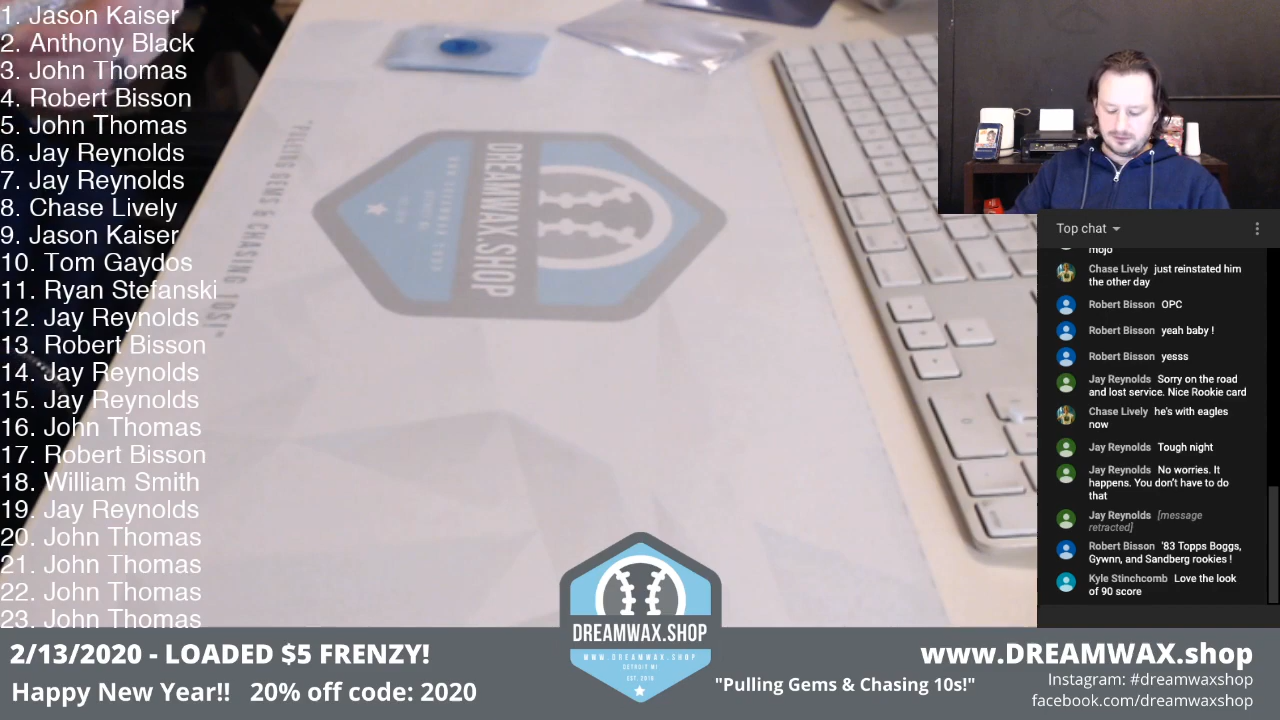 1. Jason Kaiser
2. Anthony Black
3. John Thomas
4. Robert Bisson
5. John Thomas
6. Jay Reynolds
7. Jay Reynolds
8. Chase Lively
9. Jason Kaiser
10. Tom Gaydos
11. Ryan Stefanski
12. Jay Reynolds
13. Robert Bisson
14. Jay Reynolds
15. Jay Reynolds
16. John Thomas
17. Robert Bisson
18. William Smith
19. Jay Reynolds
20. John Thomas
21. John Thomas
22. John Thomas
23. John Thomas
"PULLING GEMS & CHASING 10S!"
DREAMWAX.SHOP
Top chat
mojo
Chase Lively just reinstated him
the other day
Robert Bisson OPC
Robert Bisson yeah baby !
Robert Bisson yesss
Jay Reynolds Sorry on the road
and lost service. Nice Rookie card
Chase Lively he's with eagles
now
Jay Reynolds Tough night
Jay Reynolds No worries. It
happens. You don't have to do
that
Jay Reynolds [message
retracted]
Robert Bisson '83 Topps Boggs,
Gywnn, and Sandberg rookies !
Kyle Stinchcomb Love the look
of 90 score
2/13/2020 - LOADED $5 FRENZY!
Happy New Year!! 20% off code: 2020
DREAMWAX.SHOP
WWW.DREAMWAX.SHOP
DETROIT MI
EST. 2019
www.DREAMWAX.shop
"Pulling Gems & Chasing 10s!"
Instagram: #dreamwaxshop
facebook.com/dreamwaxshop